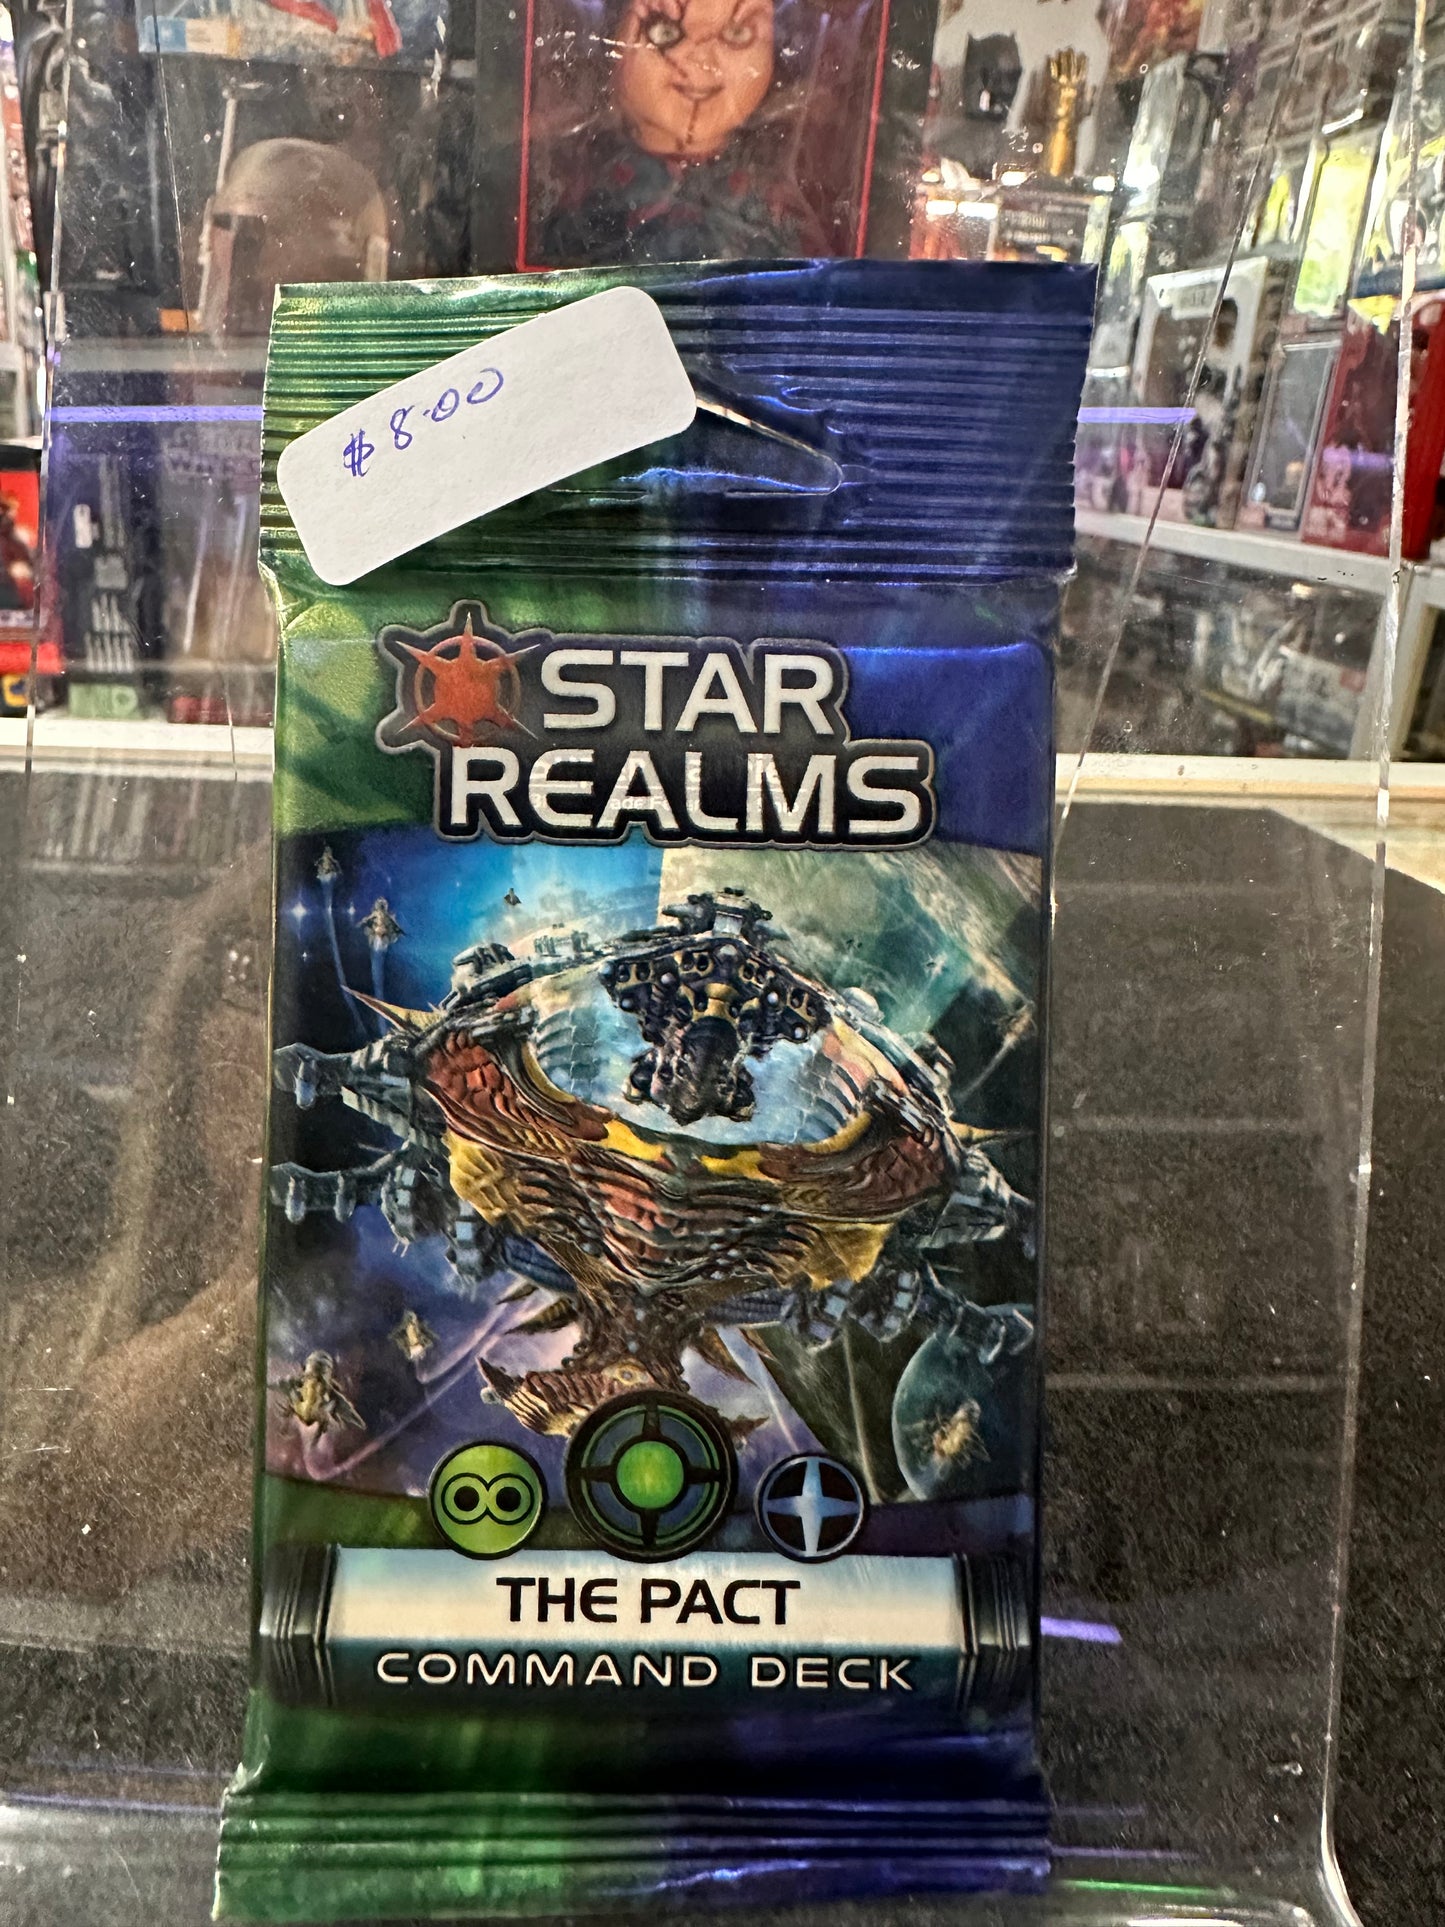 $8.00
STAR
REALMS
THE PACT
COMMAND DECK